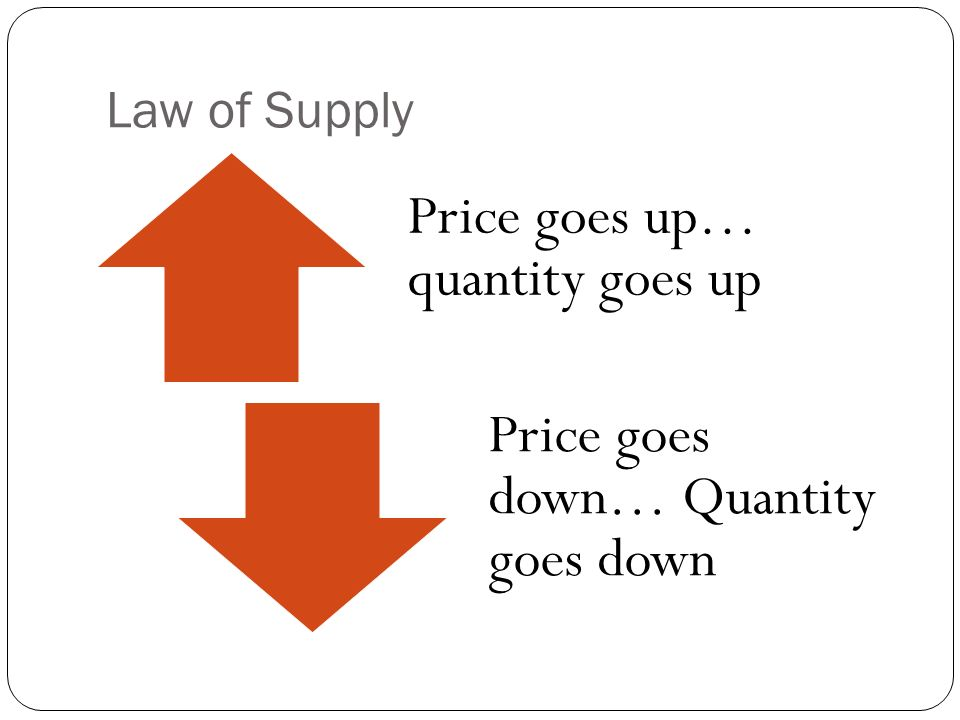 Law of Supply
Price goes up…
quantity goes up
Price goes
down… Quantity
goes down